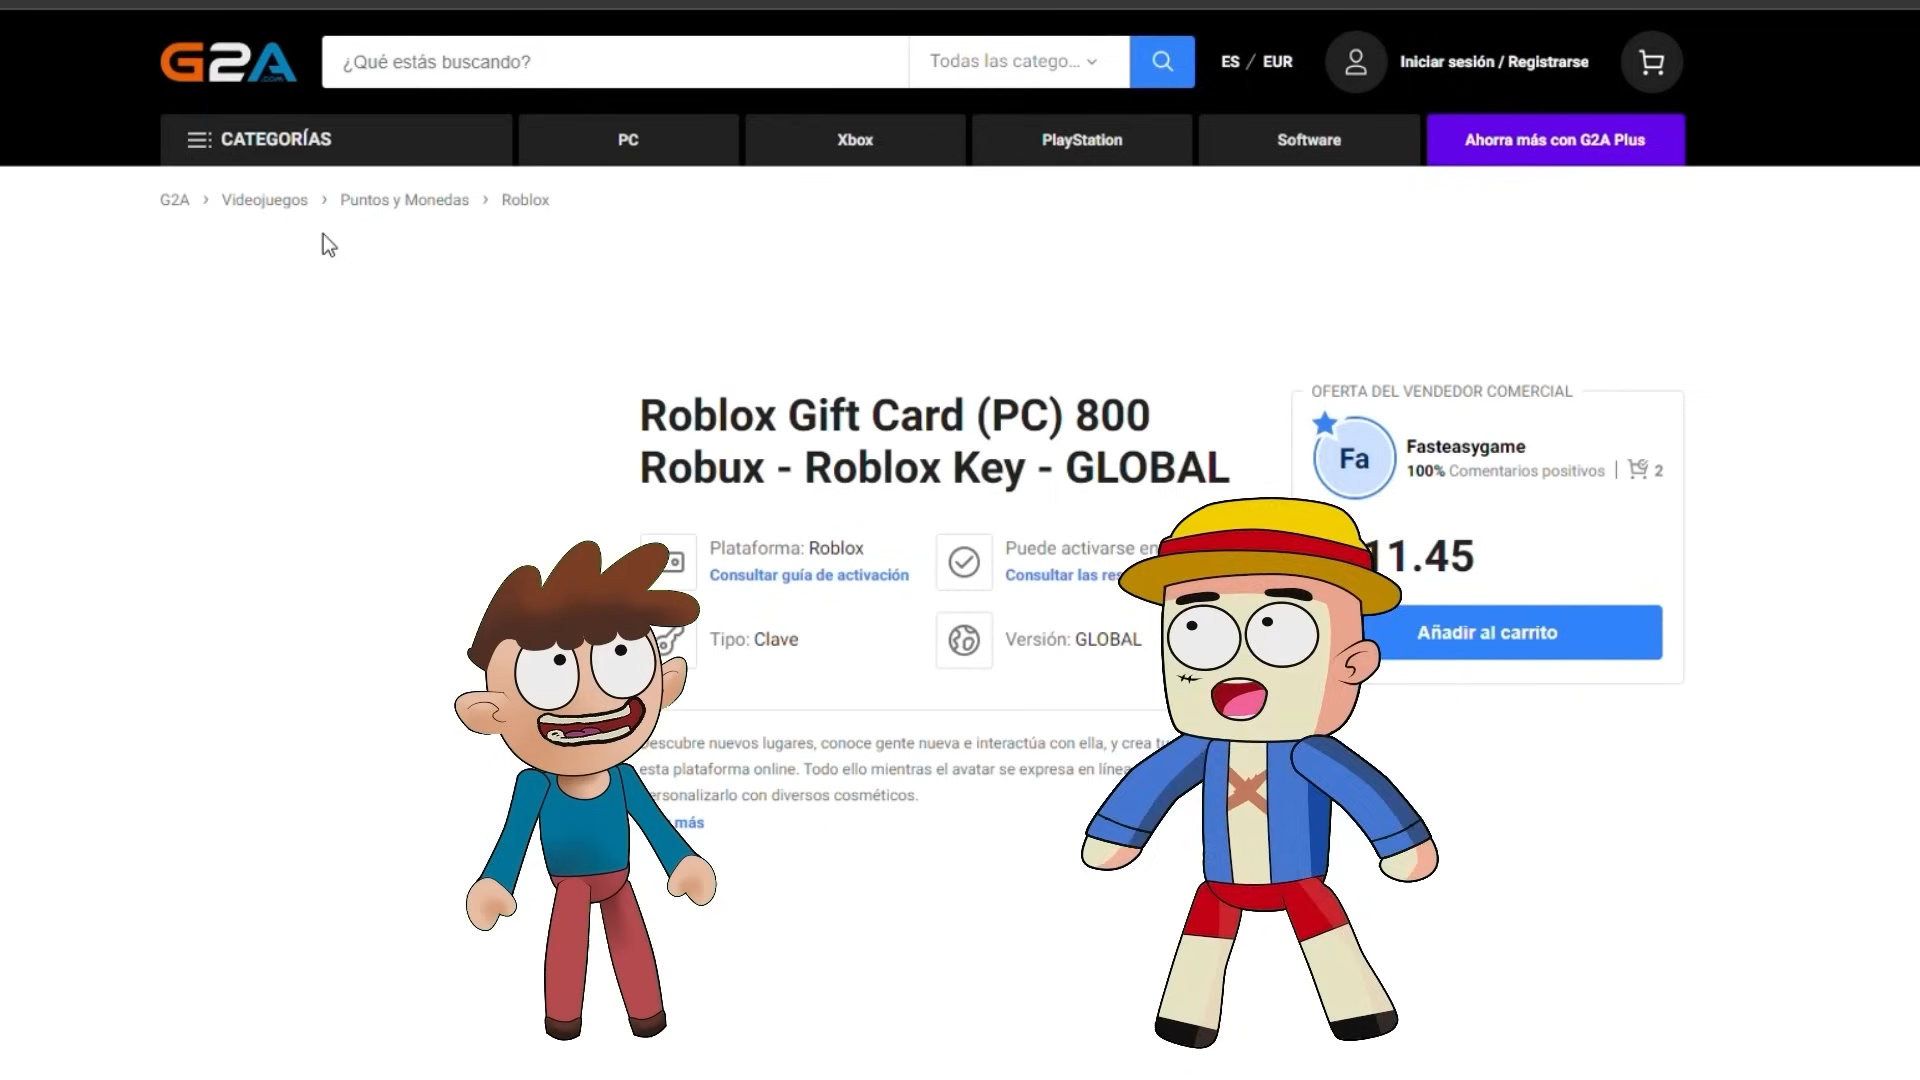 G2A
.COM
¿Qué estás buscando?
Todas las catego...
ES / EUR
Iniciar sesión / Registrarse
CATEGORÍAS
PC
Xbox
PlayStation
Software
Ahorra más con G2A Plus
G2A > Videojuegos > Puntos y Monedas > Roblox
Roblox Gift Card (PC) 800
Robux - Roblox Key - GLOBAL
OFERTA DEL VENDEDOR COMERCIAL
Fa
Fasteasygame
100% Comentarios positivos | 2
Plataforma: Roblox
Consultar guía de activación
Puede activarse en
Consultar las
11.45
Añadir al carrito
Tipo: Clave
Versión: GLOBAL
Descubre nuevos lugares, conoce gente nueva e interactúa con ella, y crea
esta plataforma online. Todo ello mientras el avatar se expresa en línea
personalizarlo con diversos cosméticos.
más